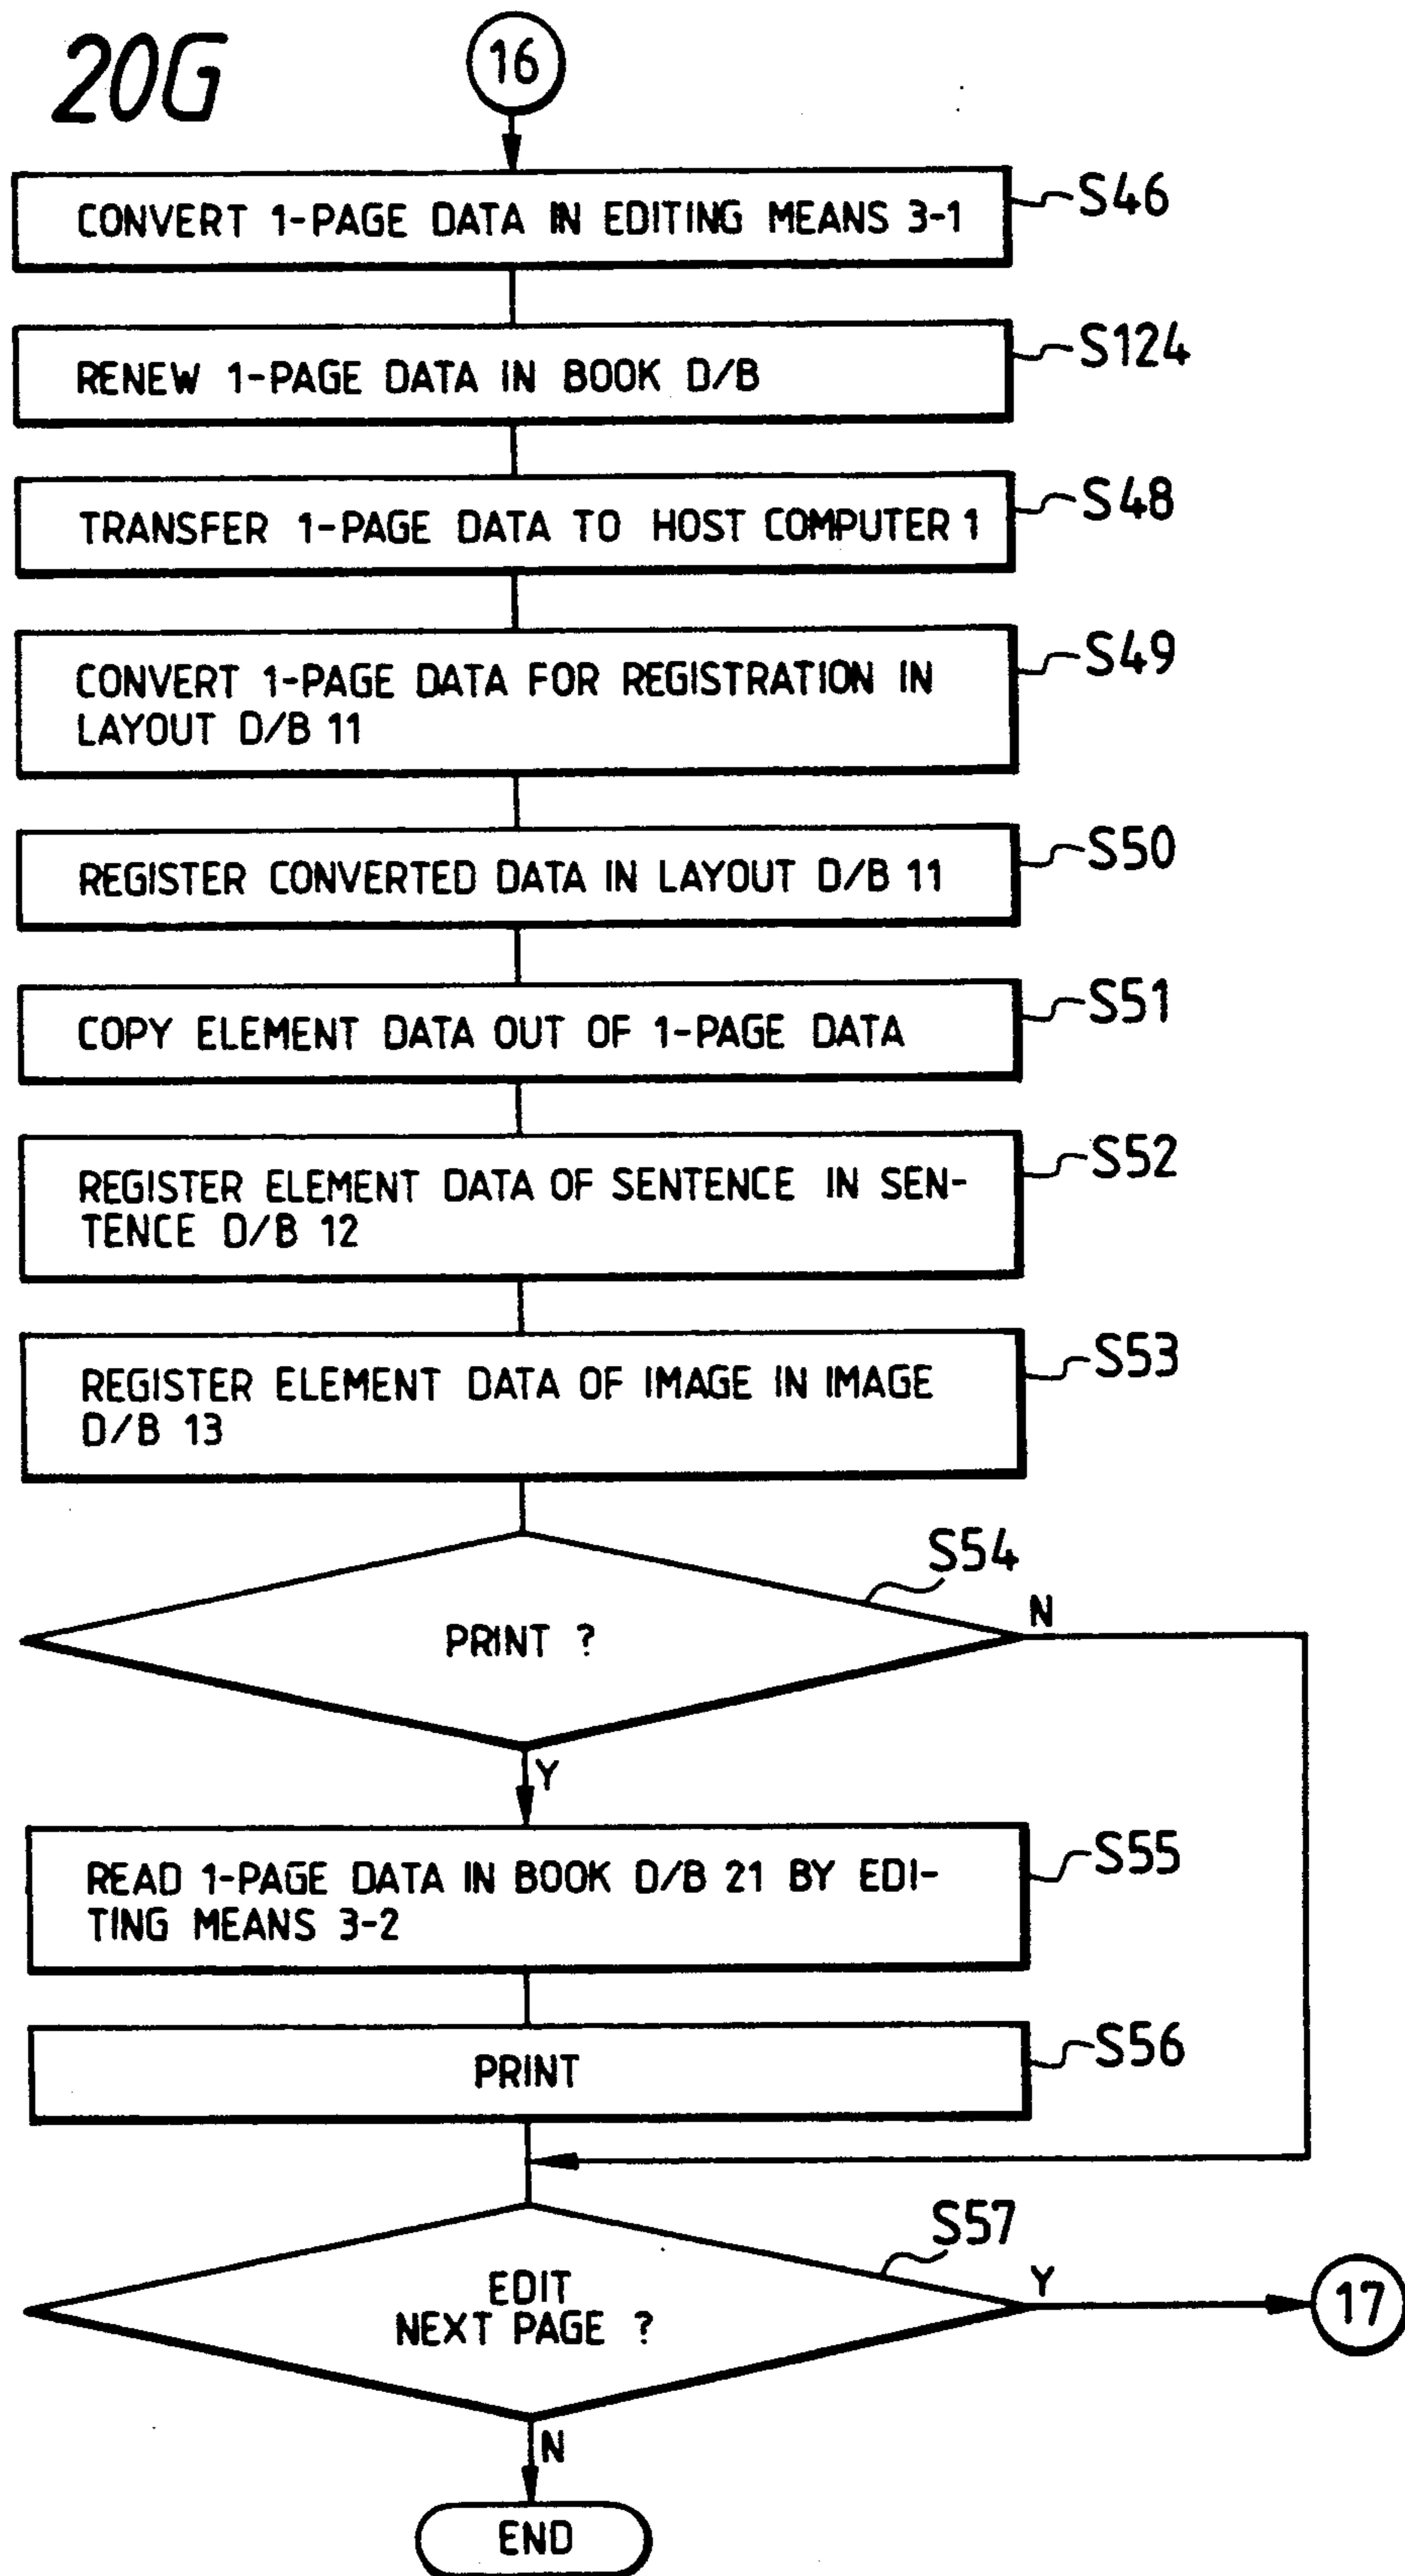 20G
16
CONVERT 1-PAGE DATA IN EDITING MEANS 3-1
S46
RENEW 1-PAGE DATA IN BOOK D/B
S124
TRANSFER 1-PAGE DATA TO HOST COMPUTER 1
S48
CONVERT 1-PAGE DATA FOR REGISTRATION IN
LAYOUT D/B 11
S49
REGISTER CONVERTED DATA IN LAYOUT D/B 11
S50
COPY ELEMENT DATA OUT OF 1-PAGE DATA
S51
REGISTER ELEMENT DATA OF SENTENCE IN SEN-
TENCE D/B 12
S52
REGISTER ELEMENT DATA OF IMAGE IN IMAGE
D/B 13
S53
S54
PRINT ?
N
Y
READ 1-PAGE DATA IN BOOK D/B 21 BY EDI-
TING MEANS 3-2
S55
PRINT
S56
S57
EDIT
NEXT PAGE ?
Y
17
N
END